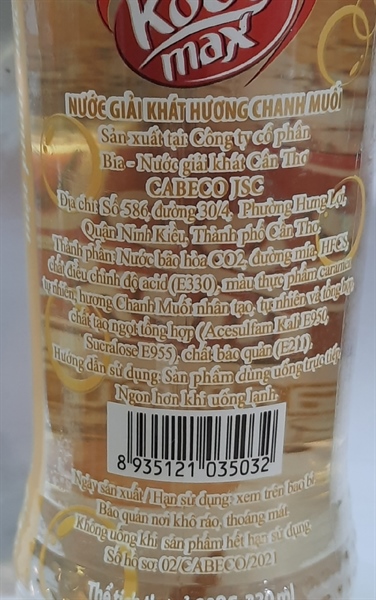 max
NƯỚC GIẢI KHÁT HƯƠNG CHANH MUỐI
Sản xuất tại Công ty cổ phần
Bia - Nước giải khát Cần Thơ
CABECO JSC
Địa chỉ: Số 586, đường 30/4, Phường Hưng Lợi,
Quận Ninh Kiều, Thành phố Cần Thơ
Thành phần: Nước bão hòa CO2, đường mía, HFCS,
chất điều chỉnh độ acid (E330), màu thực phẩm caramel
tự nhiên, hương Chanh Muối nhân tạo, tự nhiên và tổng hợp,
chất tạo ngọt tổng hợp (Acesulfam Kali E950,
Sucralose E955), chất bảo quản (E211).
Hướng dẫn sử dụng: Sản phẩm dùng uống trực tiếp,
Ngon hơn khi uống lạnh.
8 935121 035032
Ngày sản xuất / Hạn sử dụng: xem trên bao bì.
Bảo quản nơi khô ráo, thoáng mát.
Không uống khi sản phẩm hết hạn sử dụng.
Số hồ sơ: 02/CABECO/2021
Thể tích thực